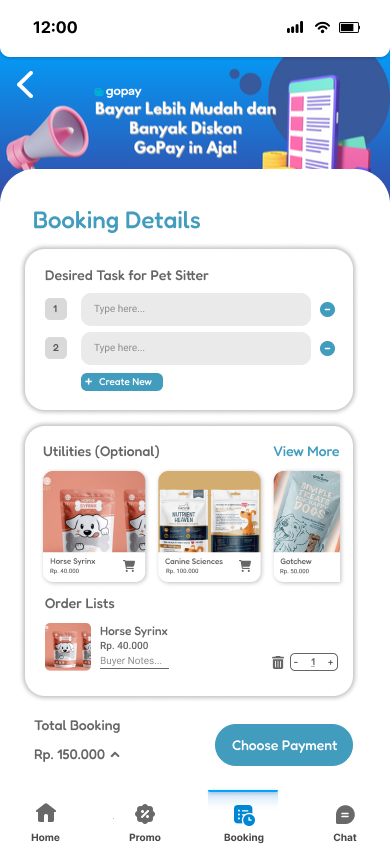 12:00
gopay
Bayar Lebih Mudah dan
Banyak Diskon
GoPay in Aja!
Booking Details
Desired Task for Pet Sitter
1
Type here...
2
Type here...
+ Create New
Utilities (Optional)
View More
Horse Syrinx
Rp. 40.000
Canine Sciences
Rp. 100.000
Gotchew
Rp. 50.000
NUTRIENT
HEAVEN
DOGS
Order Lists
Horse Syrinx
Rp. 40.000
Buyer Notes...
- 1 +
Total Booking
Rp. 150.000
Choose Payment
Home
Promo
Booking
Chat